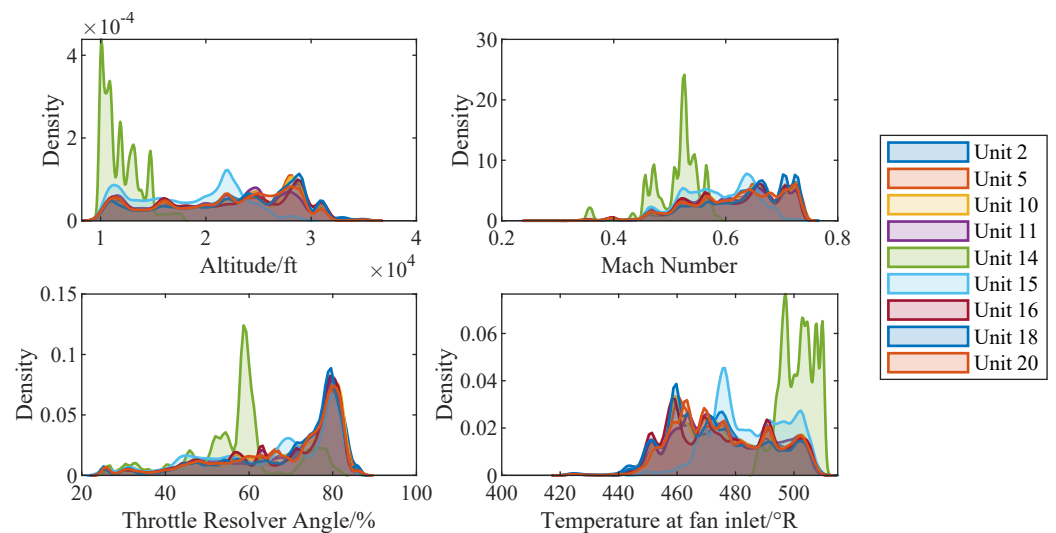 ×10⁻⁴
4
2
0
Density
1
2
3
4
Altitude/ft
×10⁴
30
20
10
0
Density
0.2
0.4
0.6
0.8
Mach Number
Unit 2
Unit 5
Unit 10
Unit 11
Unit 14
Unit 15
Unit 16
Unit 18
Unit 20
0.15
0.1
0.05
0
Density
20
40
60
80
100
Throttle Resolver Angle/%
0.06
0.04
0.02
0
Density
400
420
440
460
480
500
Temperature at fan inlet/°R